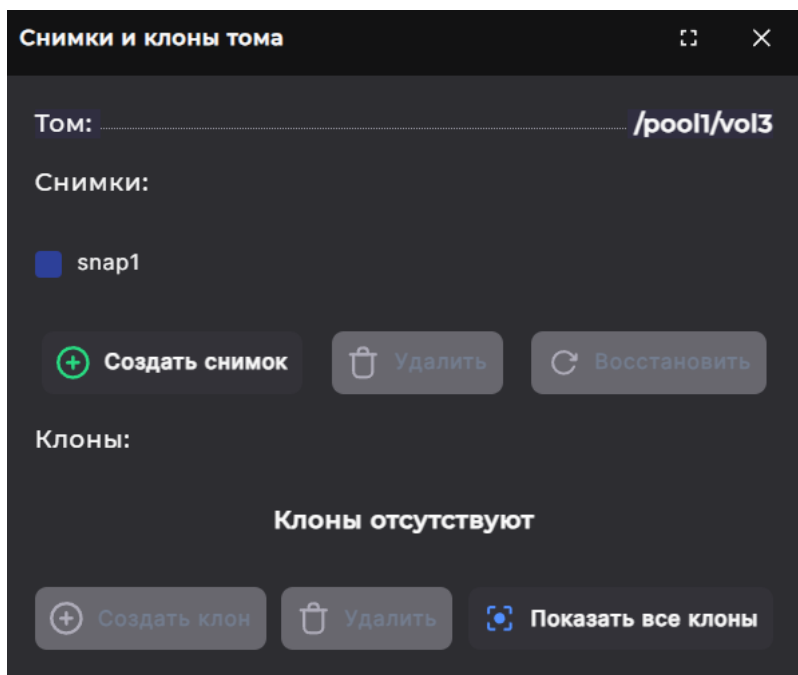 Снимки и клоны тома
Том: /pool1/vol3
Снимки:
snap1
Создать снимок Удалить Восстановить
Клоны:
Клоны отсутствуют
Создать клон Удалить Показать все клоны